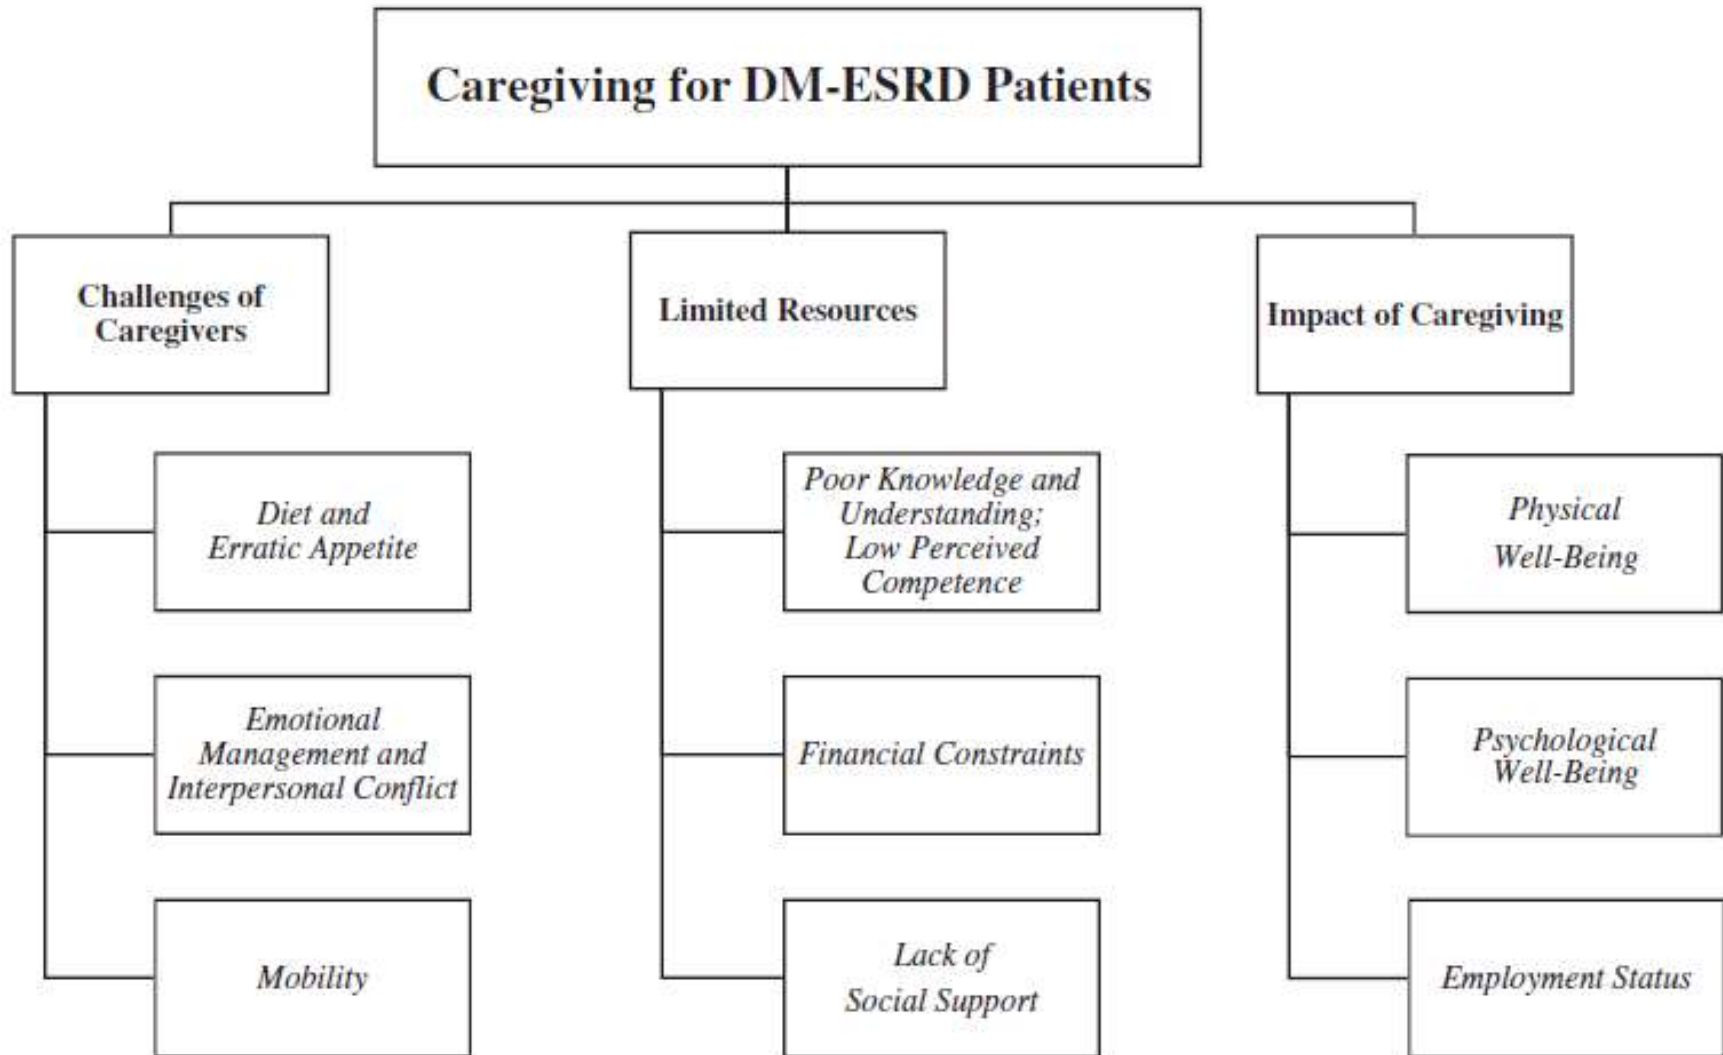 Caregiving for DM-ESRD Patients
Challenges of
Caregivers
Limited Resources
Impact of Caregiving
Diet and
Erratic Appetite
Emotional
Management and
Interpersonal Conflict
Mobility
Poor Knowledge and
Understanding;
Low Perceived
Competence
Financial Constraints
Lack of
Social Support
Physical
Well-Being
Psychological
Well-Being
Employment Status